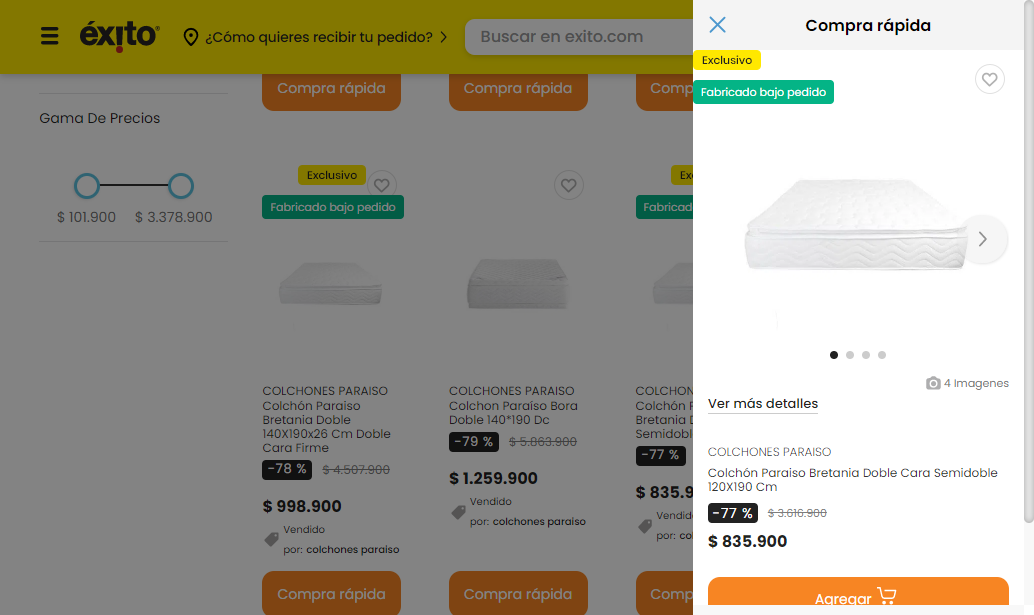 éxito
¿Cómo quieres recibir tu pedido?
Buscar en exito.com
Compra rápida
Compra rápida
Comp
Gama De Precios
$ 101.900 $ 3.378.900
Exclusivo
Fabricado bajo pedido
COLCHONES PARAISO
Colchón Paraiso
Bretania Doble
140X190x26 Cm Doble
Cara Firme
-78 % $ 4.507.900
$ 998.900
Vendido
por: colchones paraiso
Compra rápida
COLCHONES PARAISO
Colchon Paraiso Bora
Doble 140*190 Dc
-79 % $ 5.863.900
$ 1.259.900
Vendido
por: colchones paraiso
Compra rápida
Ex
Fabricad
COLCHON
Colchón P
Bretania D
Semidobl
-77 %
$ 835.9
Vendid
por: co
Comp
Compra rápida
Exclusivo
Fabricado bajo pedido
4 Imagenes
Ver más detalles
COLCHONES PARAISO
Colchón Paraiso Bretania Doble Cara Semidoble
120X190 Cm
-77 % $ 3.616.900
$ 835.900
Agregar